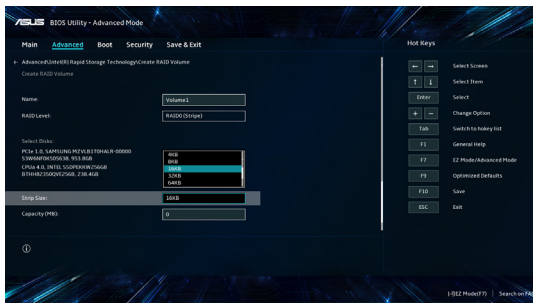 ASUS BIOS Utility - Advanced Mode
Main Advanced Boot Security Save & Exit
Hot Keys
← Advanced\Intel(R) Rapid Storage Technology\Create RAID Volume
Create RAID Volume
Name: Volume1
RAID Level: RAID0 (Stripe)
Select Disks:
PCIe 1.0, SAMSUNG MZVLB1T0HALR-00000
S3W6NF0K505638, 953.8GB
CPUs 4.0, INTEL SSDPEKKW256G8
BTHH82350QVE256B, 238.4GB
4KB
8KB
16KB
32KB
64KB
Strip Size: 16KB
Capacity (MB): 0
← → Select Screen
↑ ↓ Select Item
Enter Select
+ − Change Option
Tab Switch to hokey list
F1 General Help
F7 EZ Mode/Advanced Mode
F9 Optimized Defaults
F10 Save
ESC Exit
EZ Mode(F7) | Search on FA